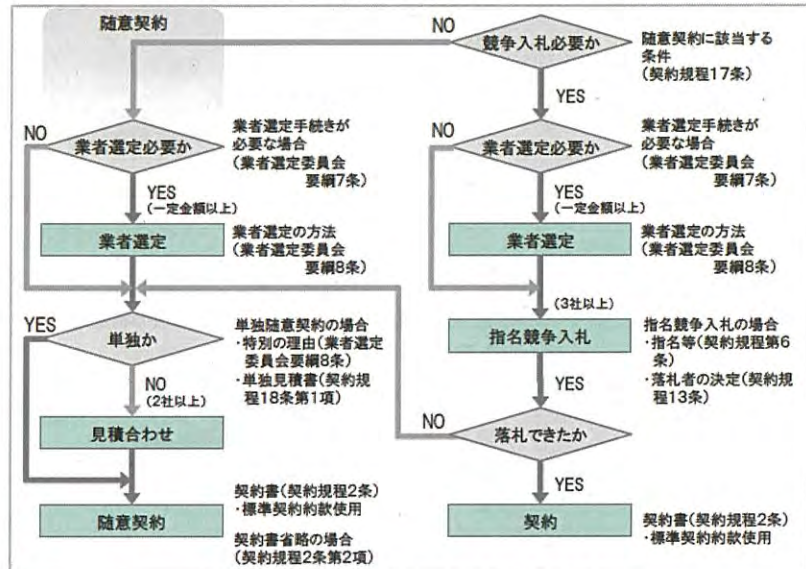 随意契約
NO
競争入札必要か
随意契約に該当する
条件
(契約規程17条)
YES
NO
業者選定必要か
業者選定手続きが
必要な場合
(業者選定委員会
要綱7条)
YES
(一定金額以上)
業者選定
業者選定の方法
(業者選定委員会
要綱8条)
NO
業者選定必要か
業者選定手続きが
必要な場合
(業者選定委員会
要綱7条)
YES
(一定金額以上)
業者選定
業者選定の方法
(業者選定委員会
要綱8条)
YES
単独か
単独随意契約の場合
・特別の理由(業者選定
委員会要綱8条)
・単独見積書(契約規
程18条第1項)
NO
(2社以上)
見積合わせ
随意契約
契約書(契約規程2条)
・標準契約約款使用
契約書省略の場合
(契約規程2条第2項)
(3社以上)
指名競争入札
指名競争入札の場合
・指名等(契約規程第6
条)
・落札者の決定(契約規
程13条)
YES
NO
落札できたか
YES
契約
契約書(契約規程2条)
・標準契約約款使用